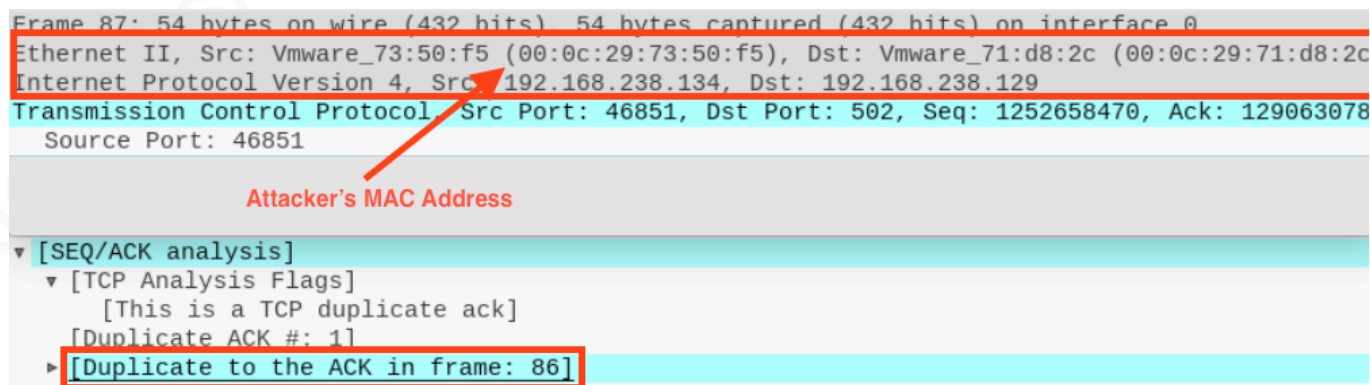 Frame 87: 54 bytes on wire (432 bits), 54 bytes captured (432 bits) on interface 0
Ethernet II, Src: Vmware_73:50:f5 (00:0c:29:73:50:f5), Dst: Vmware_71:d8:2c (00:0c:29:71:d8:2c
Internet Protocol Version 4, Src: 192.168.238.134, Dst: 192.168.238.129
Transmission Control Protocol, Src Port: 46851, Dst Port: 502, Seq: 1252658470, Ack: 129063078
Source Port: 46851
Attacker's MAC Address
[SEQ/ACK analysis]
[TCP Analysis Flags]
[This is a TCP duplicate ack]
[Duplicate ACK #: 1]
[Duplicate to the ACK in frame: 86]